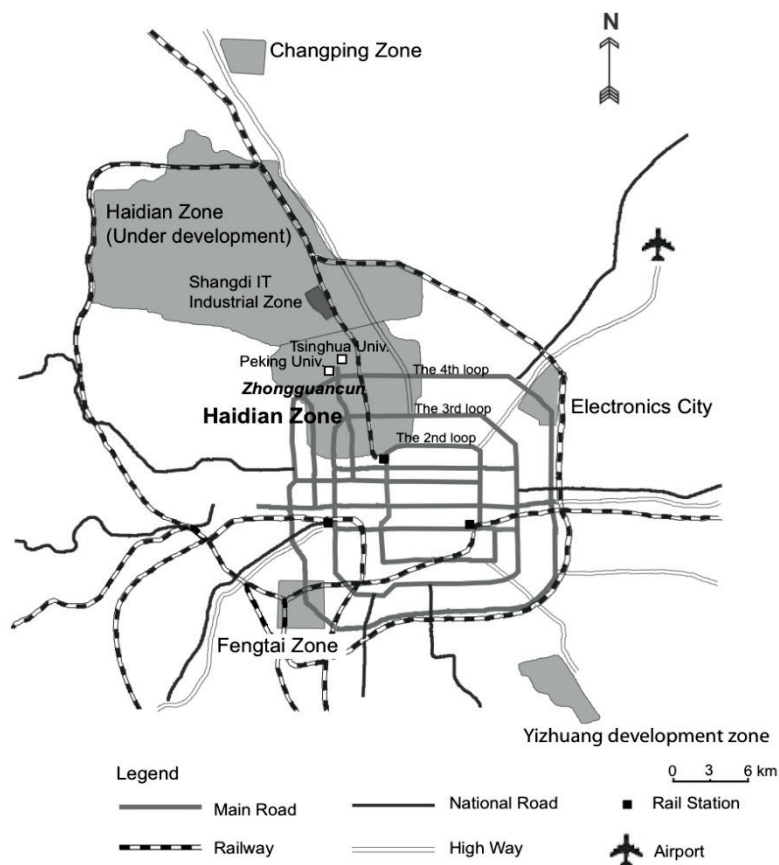 N
Changping Zone
Haidian Zone
(Under development)
Shangdi IT
Industrial Zone
Tsinghua Univ.
Peking Univ.
Zhongguancun
Haidian Zone
The 4th loop
The 3rd loop
The 2nd loop
Electronics City
Fengtai Zone
Yizhuang development zone
0 3 6 km
Legend
Main Road
National Road
Rail Station
Railway
High Way
Airport